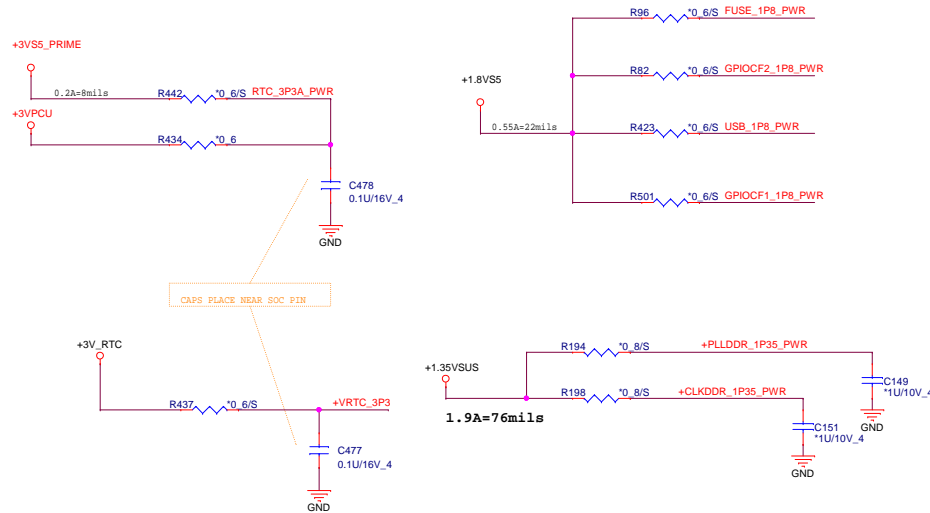 +3VS5_PRIME
0.2A=8mils
R442
*0_6/S
RTC_3P3A_PWR
+3VPCU
R434
*0_6
C478
0.1U/16V_4
GND
CAPS PLACE NEAR SOC PIN
+3V_RTC
R437
*0_6/S
+VRTC_3P3
C477
0.1U/16V_4
GND
R96
*0_6/S
FUSE_1P8_PWR
+1.8VS5
R82
*0_6/S
GPIOCF2_1P8_PWR
0.55A=22mils
R423
*0_6/S
USB_1P8_PWR
R501
*0_6/S
GPIOCF1_1P8_PWR
+1.35VSUS
R194
*0_8/S
+PLLDDR_1P35_PWR
C149
*1U/10V_4
GND
R198
*0_8/S
+CLKDDR_1P35_PWR
1.9A=76mils
C151
*1U/10V_4
GND